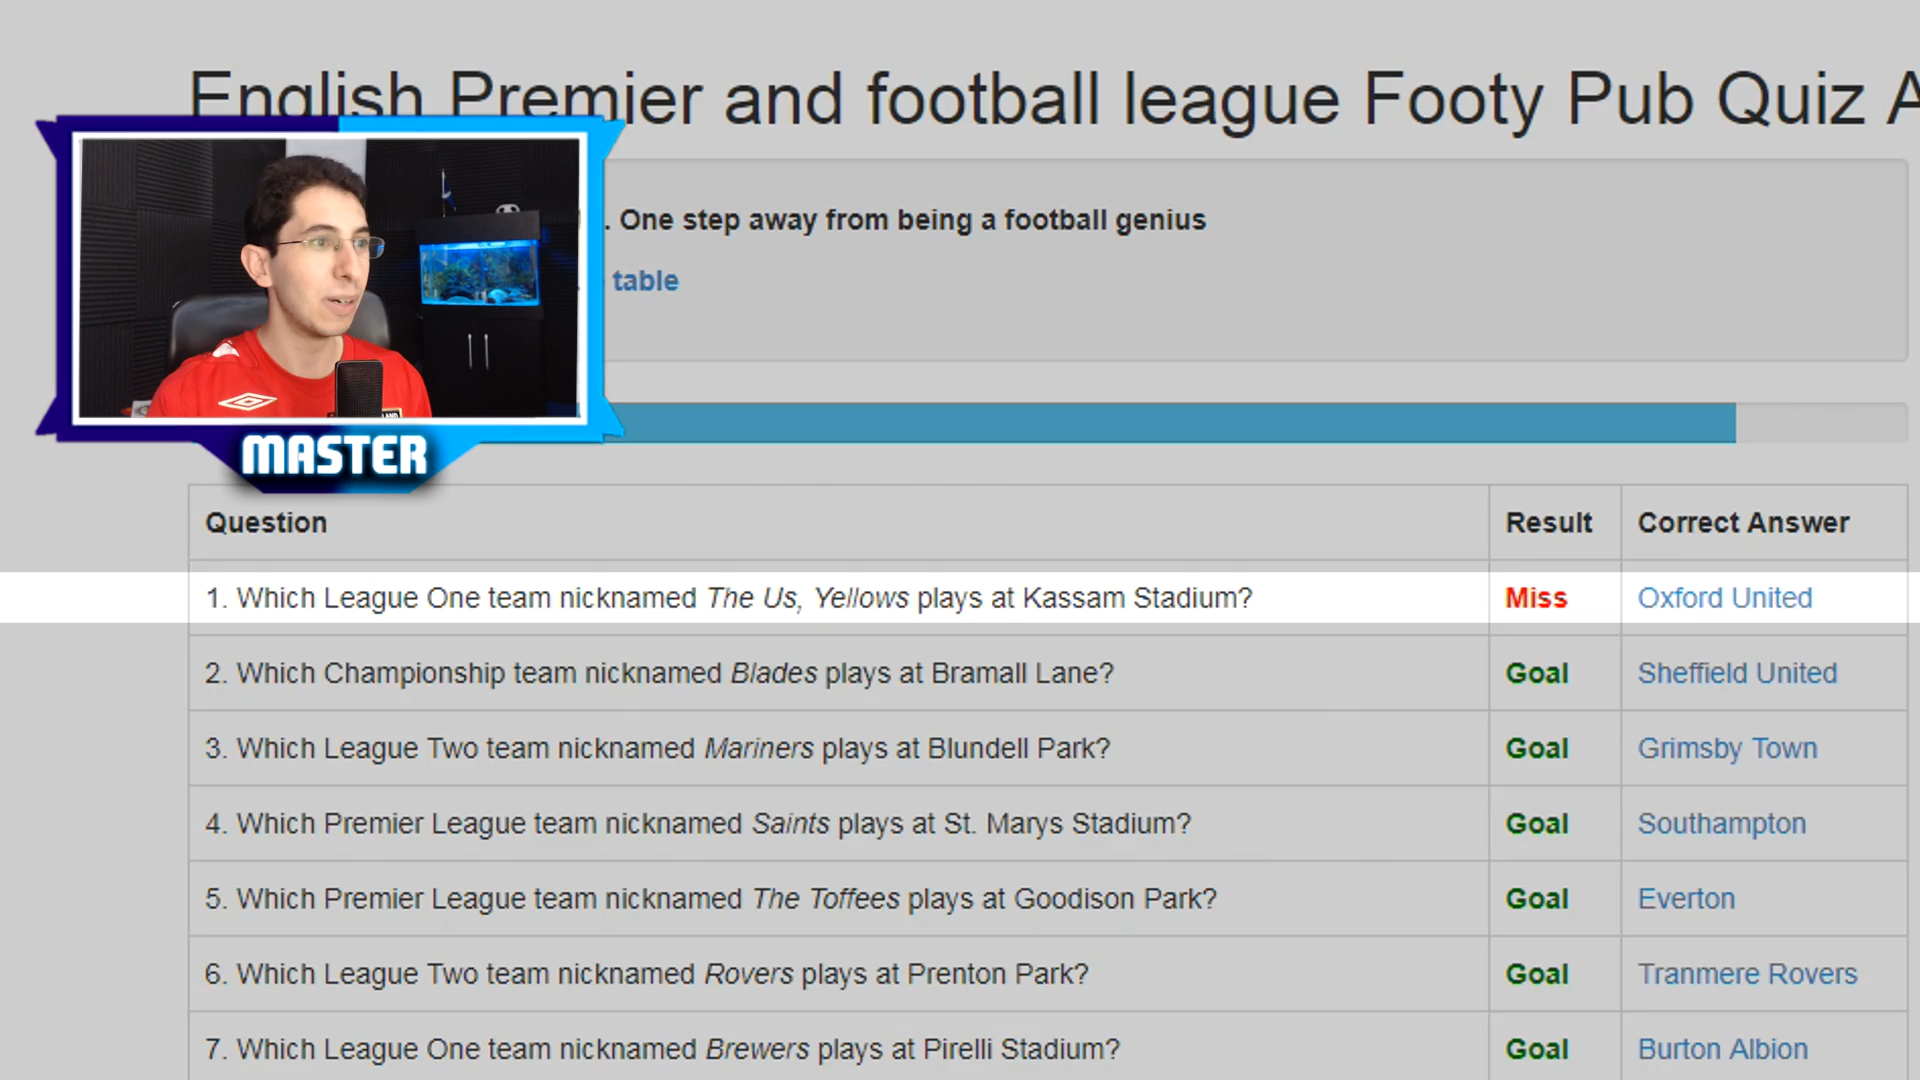 English Premier and football league Footy Pub Quiz A
. One step away from being a football genius
table
MASTER
Question Result Correct Answer
1. Which League One team nicknamed The Us, Yellows plays at Kassam Stadium? Miss Oxford United
2. Which Championship team nicknamed Blades plays at Bramall Lane? Goal Sheffield United
3. Which League Two team nicknamed Mariners plays at Blundell Park? Goal Grimsby Town
4. Which Premier League team nicknamed Saints plays at St. Marys Stadium? Goal Southampton
5. Which Premier League team nicknamed The Toffees plays at Goodison Park? Goal Everton
6. Which League Two team nicknamed Rovers plays at Prenton Park? Goal Tranmere Rovers
7. Which League One team nicknamed Brewers plays at Pirelli Stadium? Goal Burton Albion